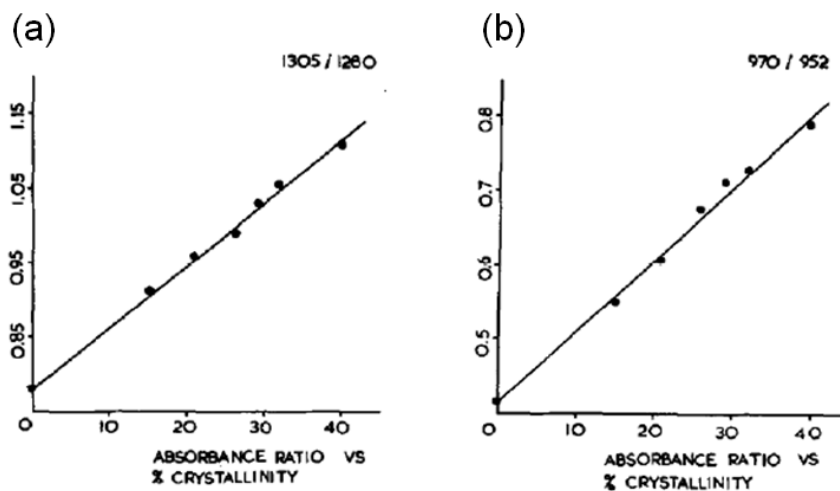 (a)
1305 / 1280
1.15
1.05
0.95
0.85
0 10 20 30 40
ABSORBANCE RATIO VS
% CRYSTALLINITY
(b)
970 / 952
0.8
0.7
0.6
0.5
0 10 20 30 40
ABSORBANCE RATIO VS
% CRYSTALLINITY